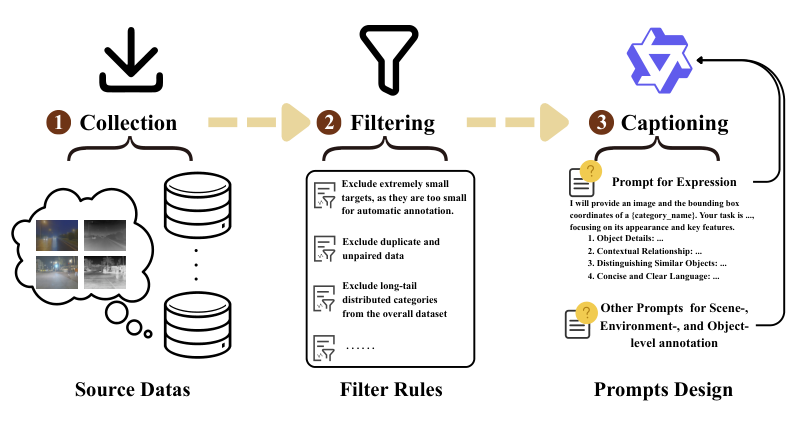 1 Collection
2 Filtering
3 Captioning
Exclude extremely small
targets, as they are too small
for automatic annotation.
Exclude duplicate and
unpaired data
Exclude long-tail
distributed categories
from the overall dataset
......
? Prompt for Expression
I will provide an image and the bounding box
coordinates of a {category_name}. Your task is ...,
focusing on its appearance and key features.
1. Object Details: ...
2. Contextual Relationship: ...
3. Distinguishing Similar Objects: ...
4. Concise and Clear Language: ...
? Other Prompts for Scene-,
Environment-, and Object-
level annotation
Source Datas
Filter Rules
Prompts Design